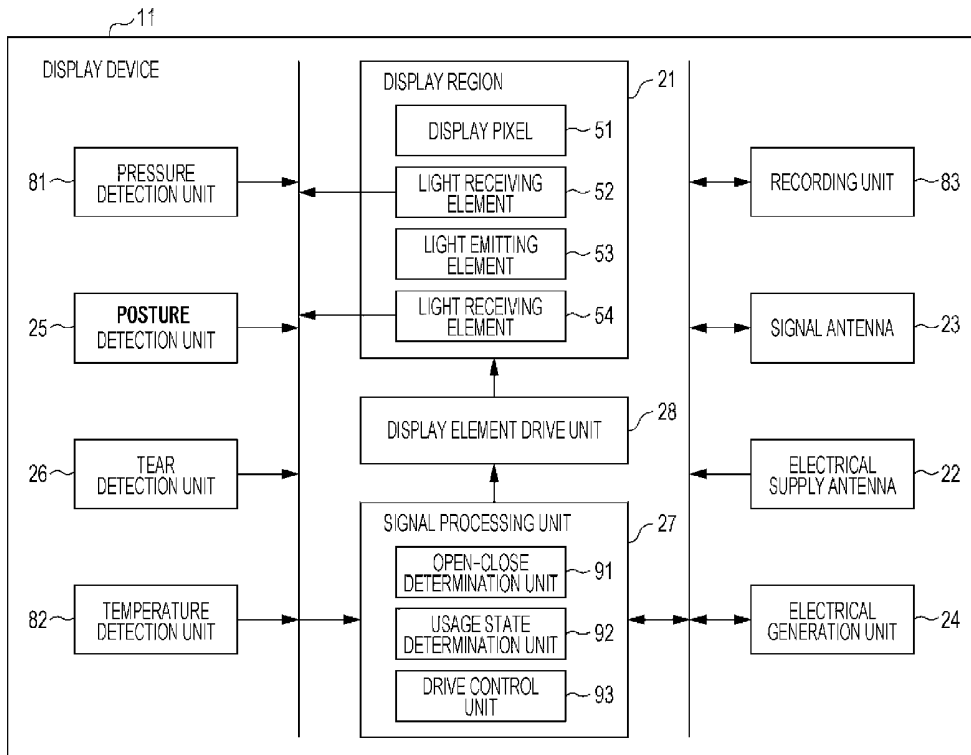 11
DISPLAY DEVICE
81
PRESSURE
DETECTION UNIT
25
POSTURE
DETECTION UNIT
26
TEAR
DETECTION UNIT
82
TEMPERATURE
DETECTION UNIT
DISPLAY REGION
21
DISPLAY PIXEL
51
LIGHT RECEIVING
ELEMENT
52
LIGHT EMITTING
ELEMENT
53
LIGHT RECEIVING
ELEMENT
54
DISPLAY ELEMENT DRIVE UNIT
28
SIGNAL PROCESSING UNIT
27
OPEN-CLOSE
DETERMINATION UNIT
91
USAGE STATE
DETERMINATION UNIT
92
DRIVE CONTROL
UNIT
93
RECORDING UNIT
83
SIGNAL ANTENNA
23
ELECTRICAL
SUPPLY ANTENNA
22
ELECTRICAL
GENERATION UNIT
24